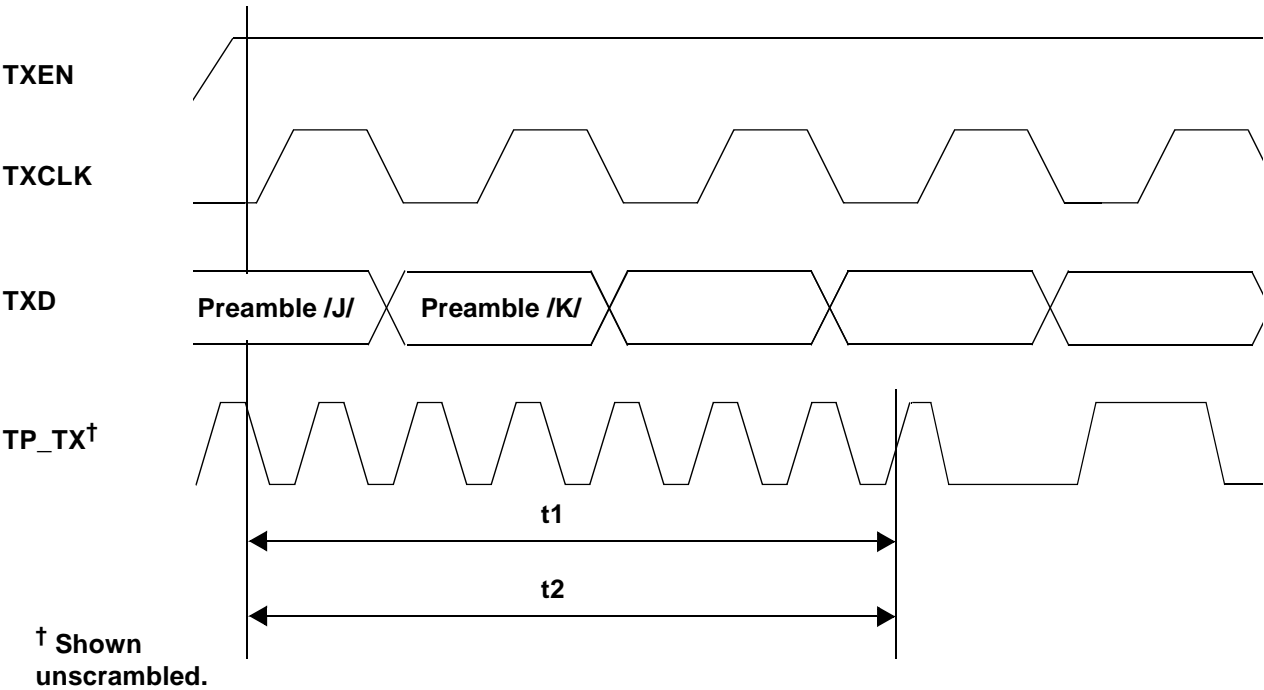 TXEN
TXCLK
TXD
Preamble /J/
Preamble /K/
TP_TX†
t1
t2
† Shown
unscrambled.